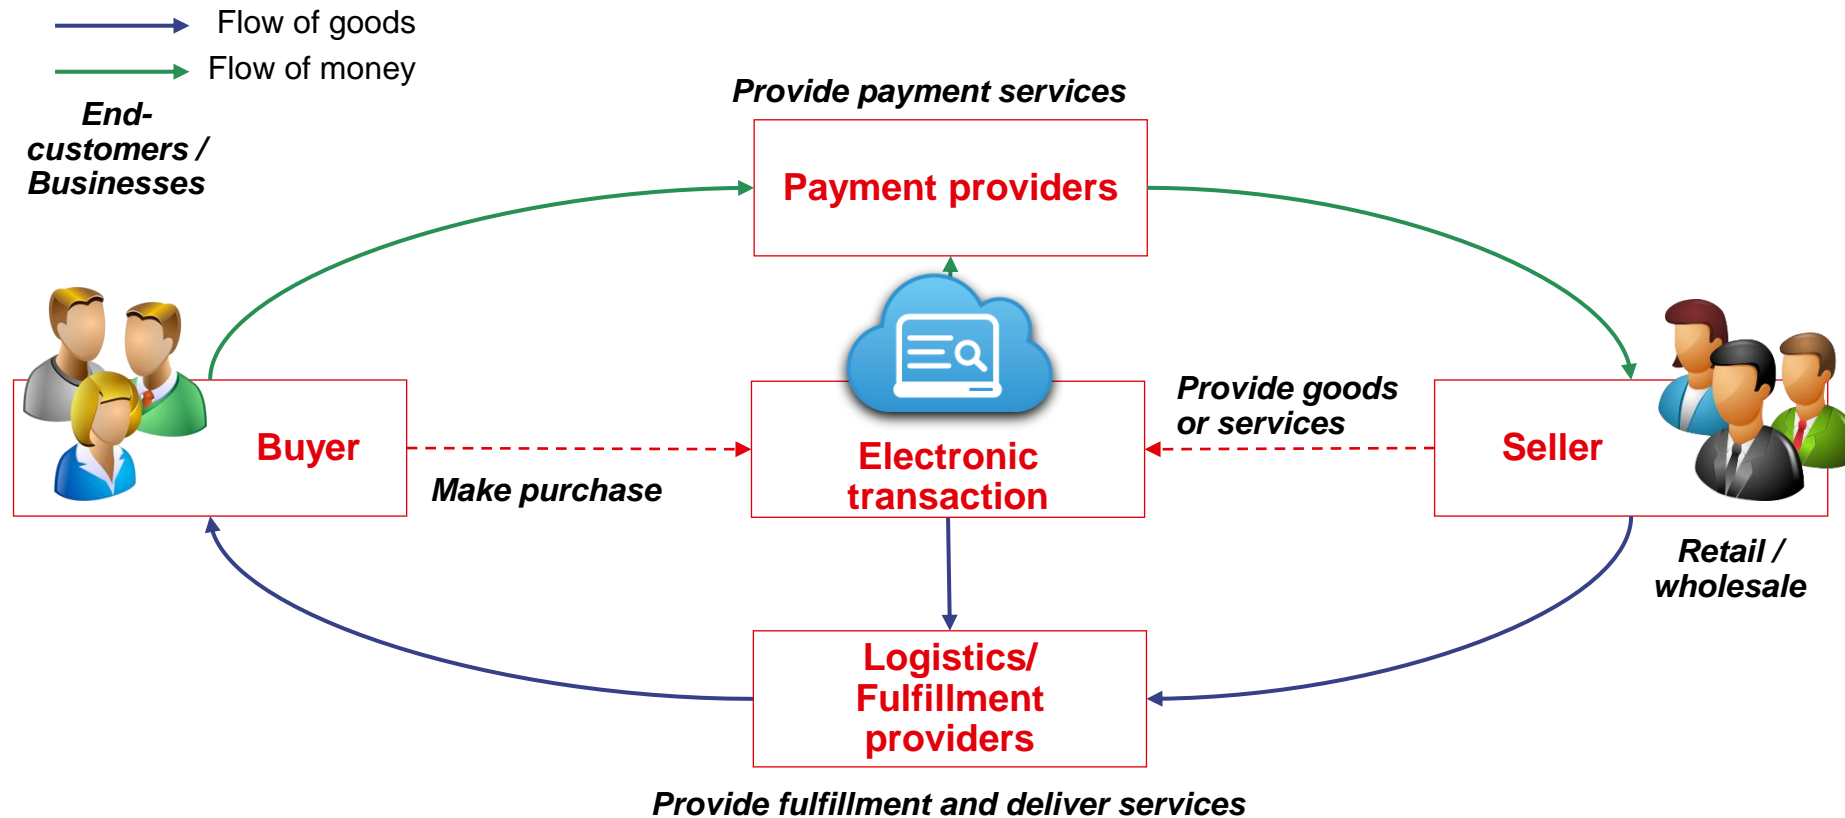 Flow of goods
Flow of money
End-
customers /
Businesses
Provide payment services
Payment providers
Buyer
Make purchase
Electronic
transaction
Provide goods
or services
Seller
Retail /
wholesale
Logistics/
Fulfillment
providers
Provide fulfillment and deliver services